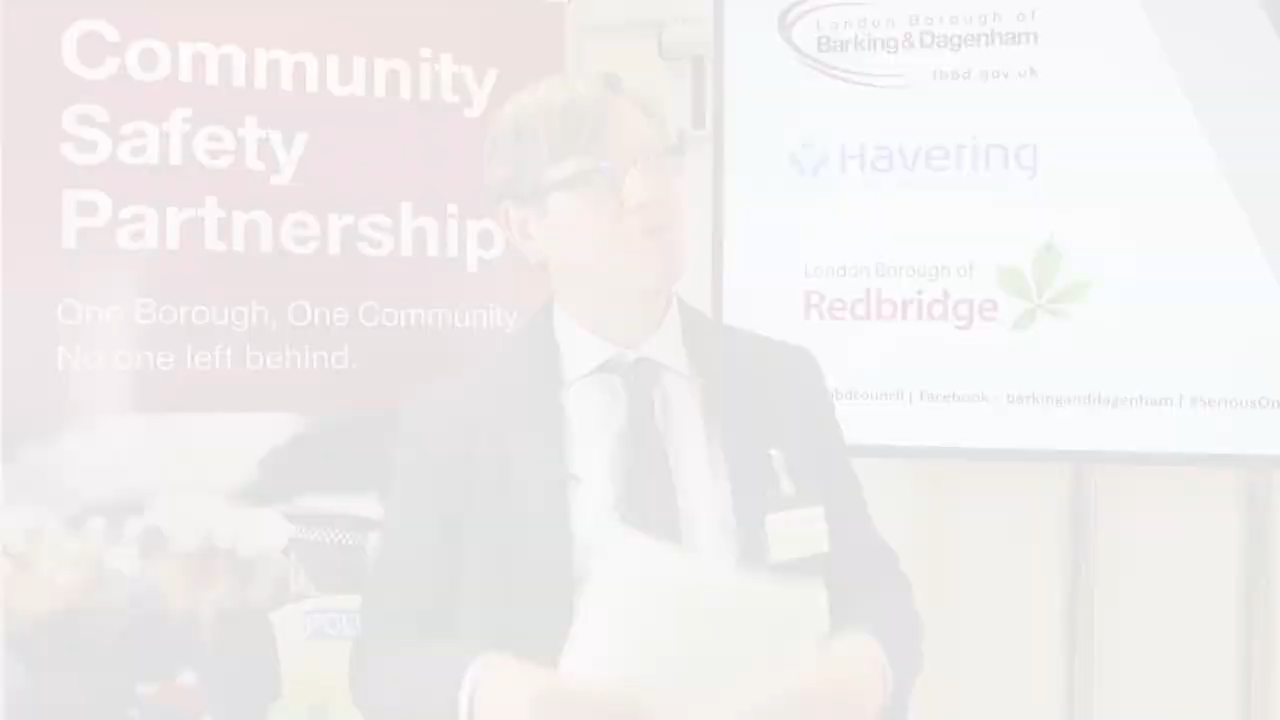 Community
Safety
Partnership
One Borough, One Community
No one left behind.
London Borough of
Barking&Dagenham
lbbd.gov.uk
Havering
London Borough of
Redbridge
| Facebook - barkinganddagenham |